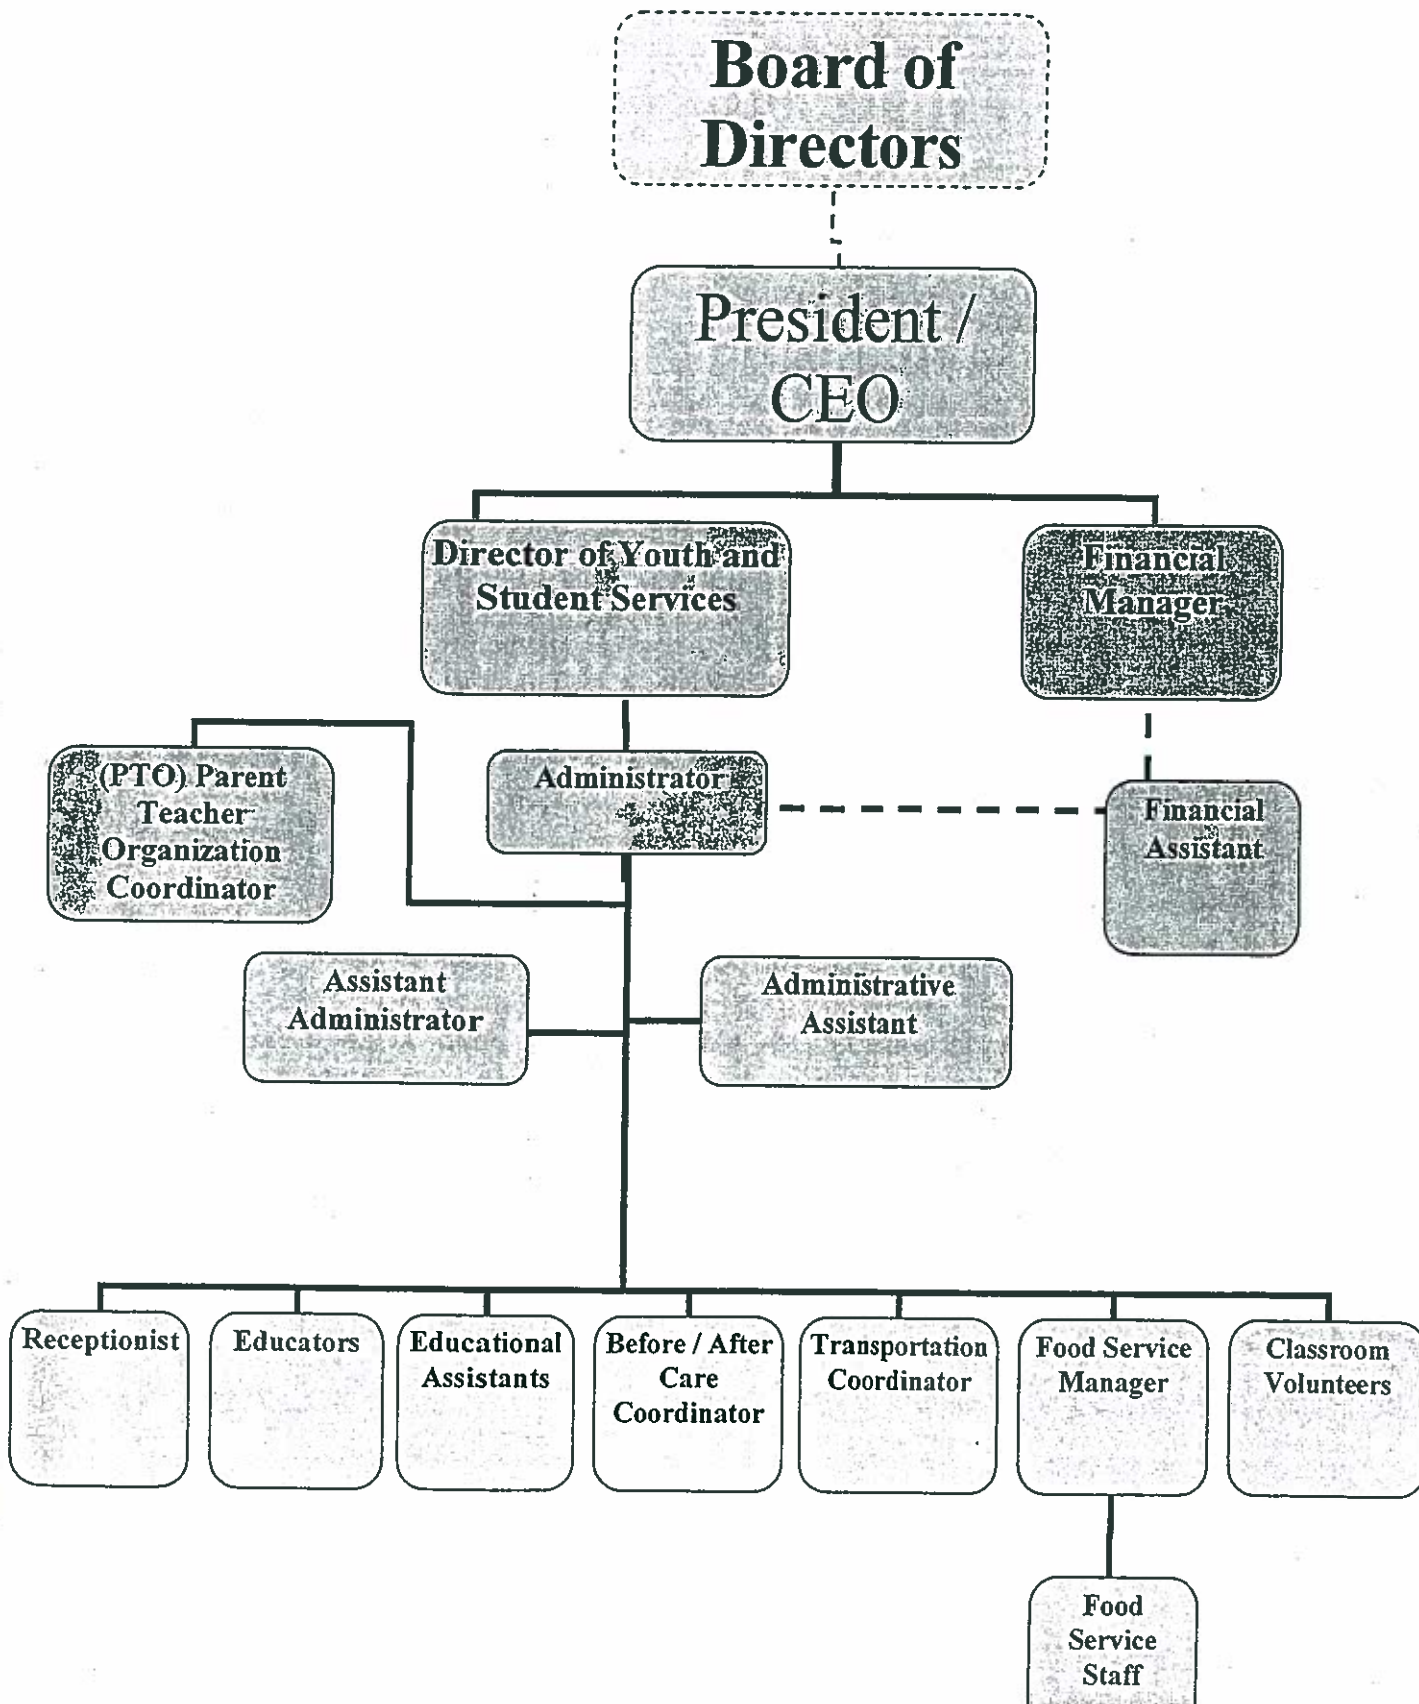 Board of
Directors
President /
CEO
Director of Youth and
Student Services
Financial
Manager
(PTO) Parent
Teacher
Organization
Coordinator
Administrator
Financial
Assistant
Assistant
Administrator
Administrative
Assistant
Receptionist
Educators
Educational
Assistants
Before / After
Care
Coordinator
Transportation
Coordinator
Food Service
Manager
Classroom
Volunteers
Food
Service
Staff